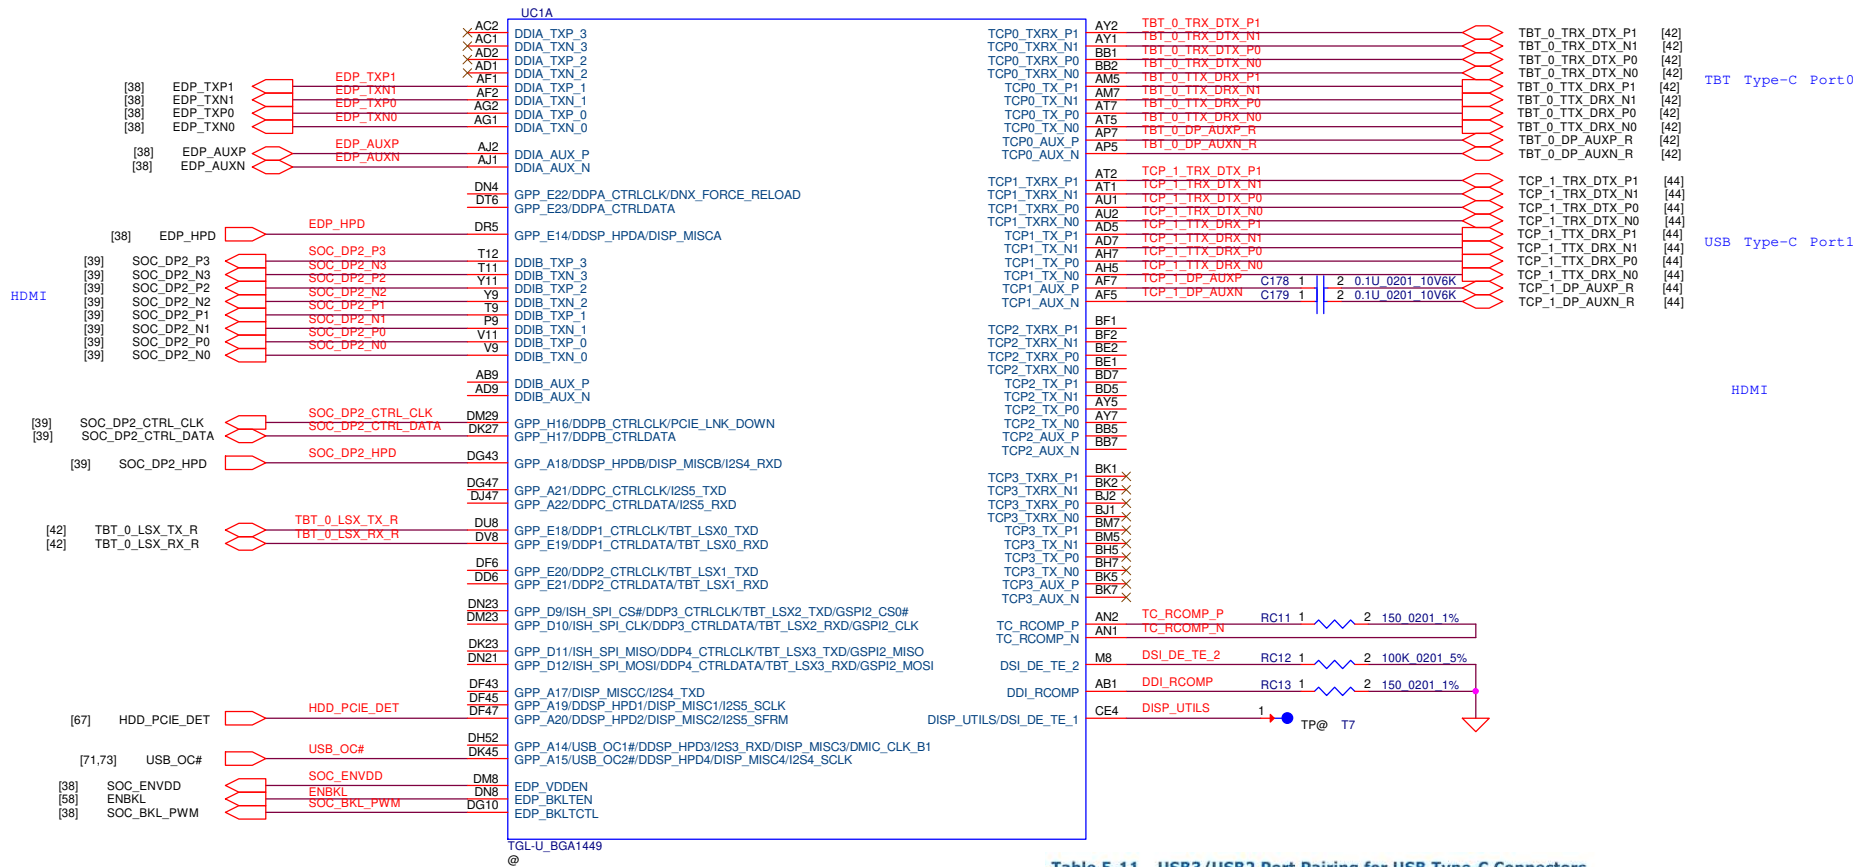 UC1A
AC2 DDIA_TXP_3
AC1 DDIA_TXN_3
AD2 DDIA_TXP_2
AD1 DDIA_TXN_2
[38] EDP_TXP1 EDP_TXP1 AF1 DDIA_TXP_1
[38] EDP_TXN1 EDP_TXN1 AF2 DDIA_TXN_1
[38] EDP_TXP0 EDP_TXP0 AG2 DDIA_TXP_0
[38] EDP_TXN0 EDP_TXN0 AG1 DDIA_TXN_0
[38] EDP_AUXP EDP_AUXP AJ2 DDIA_AUX_P
[38] EDP_AUXN EDP_AUXN AJ1 DDIA_AUX_N
DN4 GPP_E22/DDPA_CTRLCLK/DNX_FORCE_RELOAD
DT6 GPP_E23/DDPA_CTRLDATA
[38] EDP_HPD EDP_HPD DR5 GPP_E14/DDSP_HPDA/DISP_MISCA
HDMI
[39] SOC_DP2_P3 SOC_DP2_P3 T12 DDIB_TXP_3
[39] SOC_DP2_N3 SOC_DP2_N3 T11 DDIB_TXN_3
[39] SOC_DP2_P2 SOC_DP2_P2 Y11 DDIB_TXP_2
[39] SOC_DP2_N2 SOC_DP2_N2 Y9 DDIB_TXN_2
[39] SOC_DP2_P1 SOC_DP2_P1 T9 DDIB_TXP_1
[39] SOC_DP2_N1 SOC_DP2_N1 P9 DDIB_TXN_1
[39] SOC_DP2_P0 SOC_DP2_P0 V11 DDIB_TXP_0
[39] SOC_DP2_N0 SOC_DP2_N0 V9 DDIB_TXN_0
AB9 DDIB_AUX_P
AD9 DDIB_AUX_N
[39] SOC_DP2_CTRL_CLK SOC_DP2_CTRL_CLK DM29 GPP_H16/DDPB_CTRLCLK/PCIE_LNK_DOWN
[39] SOC_DP2_CTRL_DATA SOC_DP2_CTRL_DATA DK27 GPP_H17/DDPB_CTRLDATA
[39] SOC_DP2_HPD SOC_DP2_HPD DG43 GPP_A18/DDSP_HPDB/DISP_MISCB/I2S4_RXD
DG47 GPP_A21/DDPC_CTRLCLK/I2S5_TXD
DJ47 GPP_A22/DDPC_CTRLDATA/I2S5_RXD
[42] TBT_0_LSX_TX_R TBT_0_LSX_TX_R DU8 GPP_E18/DDP1_CTRLCLK/TBT_LSX0_TXD
[42] TBT_0_LSX_RX_R TBT_0_LSX_RX_R DV8 GPP_E19/DDP1_CTRLDATA/TBT_LSX0_RXD
DF6 GPP_E20/DDP2_CTRLCLK/TBT_LSX1_TXD
DD6 GPP_E21/DDP2_CTRLDATA/TBT_LSX1_RXD
DN23 GPP_D9/ISH_SPI_CS#/DDP3_CTRLCLK/TBT_LSX2_TXD/GSPI2_CS0#
DM23 GPP_D10/ISH_SPI_CLK/DDP3_CTRLDATA/TBT_LSX2_RXD/GSPI2_CLK
DK23 GPP_D11/ISH_SPI_MISO/DDP4_CTRLCLK/TBT_LSX3_TXD/GSPI2_MISO
DN21 GPP_D12/ISH_SPI_MOSI/DDP4_CTRLDATA/TBT_LSX3_RXD/GSPI2_MOSI
DF43 GPP_A17/DISP_MISCC/I2S4_TXD
DF45 GPP_A19/DDSP_HPD1/DISP_MISC1/I2S5_SCLK
[67] HDD_PCIE_DET HDD_PCIE_DET DF47 GPP_A20/DDSP_HPD2/DISP_MISC2/I2S5_SFRM
DH52 GPP_A14/USB_OC1#/DDSP_HPD3/I2S3_RXD/DISP_MISC3/DMIC_CLK_B1
[71,73] USB_OC# USB_OC# DK45 GPP_A15/USB_OC2#/DDSP_HPD4/DISP_MISC4/I2S4_SCLK
[38] SOC_ENVDD SOC_ENVDD DM8 EDP_VDDEN
[58] ENBKL ENBKL DN8 EDP_BKLTEN
[38] SOC_BKL_PWM SOC_BKL_PWM DG10 EDP_BKLTCTL
TGL-U_BGA1449
@
TCP0_TXRX_P1 AY2 TBT_0_TRX_DTX_P1 TBT_0_TRX_DTX_P1 [42]
TCP0_TXRX_N1 AY1 TBT_0_TRX_DTX_N1 TBT_0_TRX_DTX_N1 [42]
TCP0_TXRX_P0 BB1 TBT_0_TRX_DTX_P0 TBT_0_TRX_DTX_P0 [42]
TCP0_TXRX_N0 BB2 TBT_0_TRX_DTX_N0 TBT_0_TRX_DTX_N0 [42]
TCP0_TX_P1 AM5 TBT_0_TTX_DRX_P1 TBT_0_TTX_DRX_P1 [42]
TCP0_TX_N1 AM7 TBT_0_TTX_DRX_N1 TBT_0_TTX_DRX_N1 [42]
TCP0_TX_P0 AT7 TBT_0_TTX_DRX_P0 TBT_0_TTX_DRX_P0 [42]
TCP0_TX_N0 AT5 TBT_0_TTX_DRX_N0 TBT_0_TTX_DRX_N0 [42]
TCP0_AUX_P AP7 TBT_0_DP_AUXP_R TBT_0_DP_AUXP_R [42]
TCP0_AUX_N AP5 TBT_0_DP_AUXN_R TBT_0_DP_AUXN_R [42]
TBT Type-C Port0
TCP1_TXRX_P1 AT2 TCP_1_TRX_DTX_P1 TCP_1_TRX_DTX_P1 [44]
TCP1_TXRX_N1 AT1 TCP_1_TRX_DTX_N1 TCP_1_TRX_DTX_N1 [44]
TCP1_TXRX_P0 AU1 TCP_1_TRX_DTX_P0 TCP_1_TRX_DTX_P0 [44]
TCP1_TXRX_N0 AU2 TCP_1_TRX_DTX_N0 TCP_1_TRX_DTX_N0 [44]
TCP1_TX_P1 AD5 TCP_1_TTX_DRX_P1 TCP_1_TTX_DRX_P1 [44]
TCP1_TX_N1 AD7 TCP_1_TTX_DRX_N1 TCP_1_TTX_DRX_N1 [44]
TCP1_TX_P0 AH7 TCP_1_TTX_DRX_P0 TCP_1_TTX_DRX_P0 [44]
TCP1_TX_N0 AH5 TCP_1_TTX_DRX_N0 TCP_1_TTX_DRX_N0 [44]
TCP1_AUX_P AF7 TCP_1_DP_AUXP C178 1 2 0.1U_0201_10V6K TCP_1_DP_AUXP_R [44]
TCP1_AUX_N AF5 TCP_1_DP_AUXN C179 1 2 0.1U_0201_10V6K TCP_1_DP_AUXN_R [44]
USB Type-C Port1
TCP2_TXRX_P1 BF1
TCP2_TXRX_N1 BF2
TCP2_TXRX_P0 BE2
TCP2_TXRX_N0 BE1
TCP2_TX_P1 BD7
TCP2_TX_N1 BD5
TCP2_TX_P0 AY5
TCP2_TX_N0 AY7
TCP2_AUX_P BB5
TCP2_AUX_N BB7
HDMI
TCP3_TXRX_P1 BK1
TCP3_TXRX_N1 BK2
TCP3_TXRX_P0 BJ2
TCP3_TXRX_N0 BJ1
TCP3_TX_P1 BM7
TCP3_TX_N1 BM5
TCP3_TX_P0 BH5
TCP3_TX_N0 BH7
TCP3_AUX_P BK5
TCP3_AUX_N BK7
TC_RCOMP_P AN2 TC_RCOMP_P RC11 1 2 150_0201_1%
TC_RCOMP_N AN1 TC_RCOMP_N
DSI_DE_TE_2 M8 DSI_DE_TE_2 RC12 1 2 100K_0201_5%
DDI_RCOMP AB1 DDI_RCOMP RC13 1 2 150_0201_1%
DISP_UTILS/DSI_DE_TE_1 CE4 DISP_UTILS 1 TP@ T7
Table 5-11. USB3/USB2 Port Pairing for USB Type-C Connectors